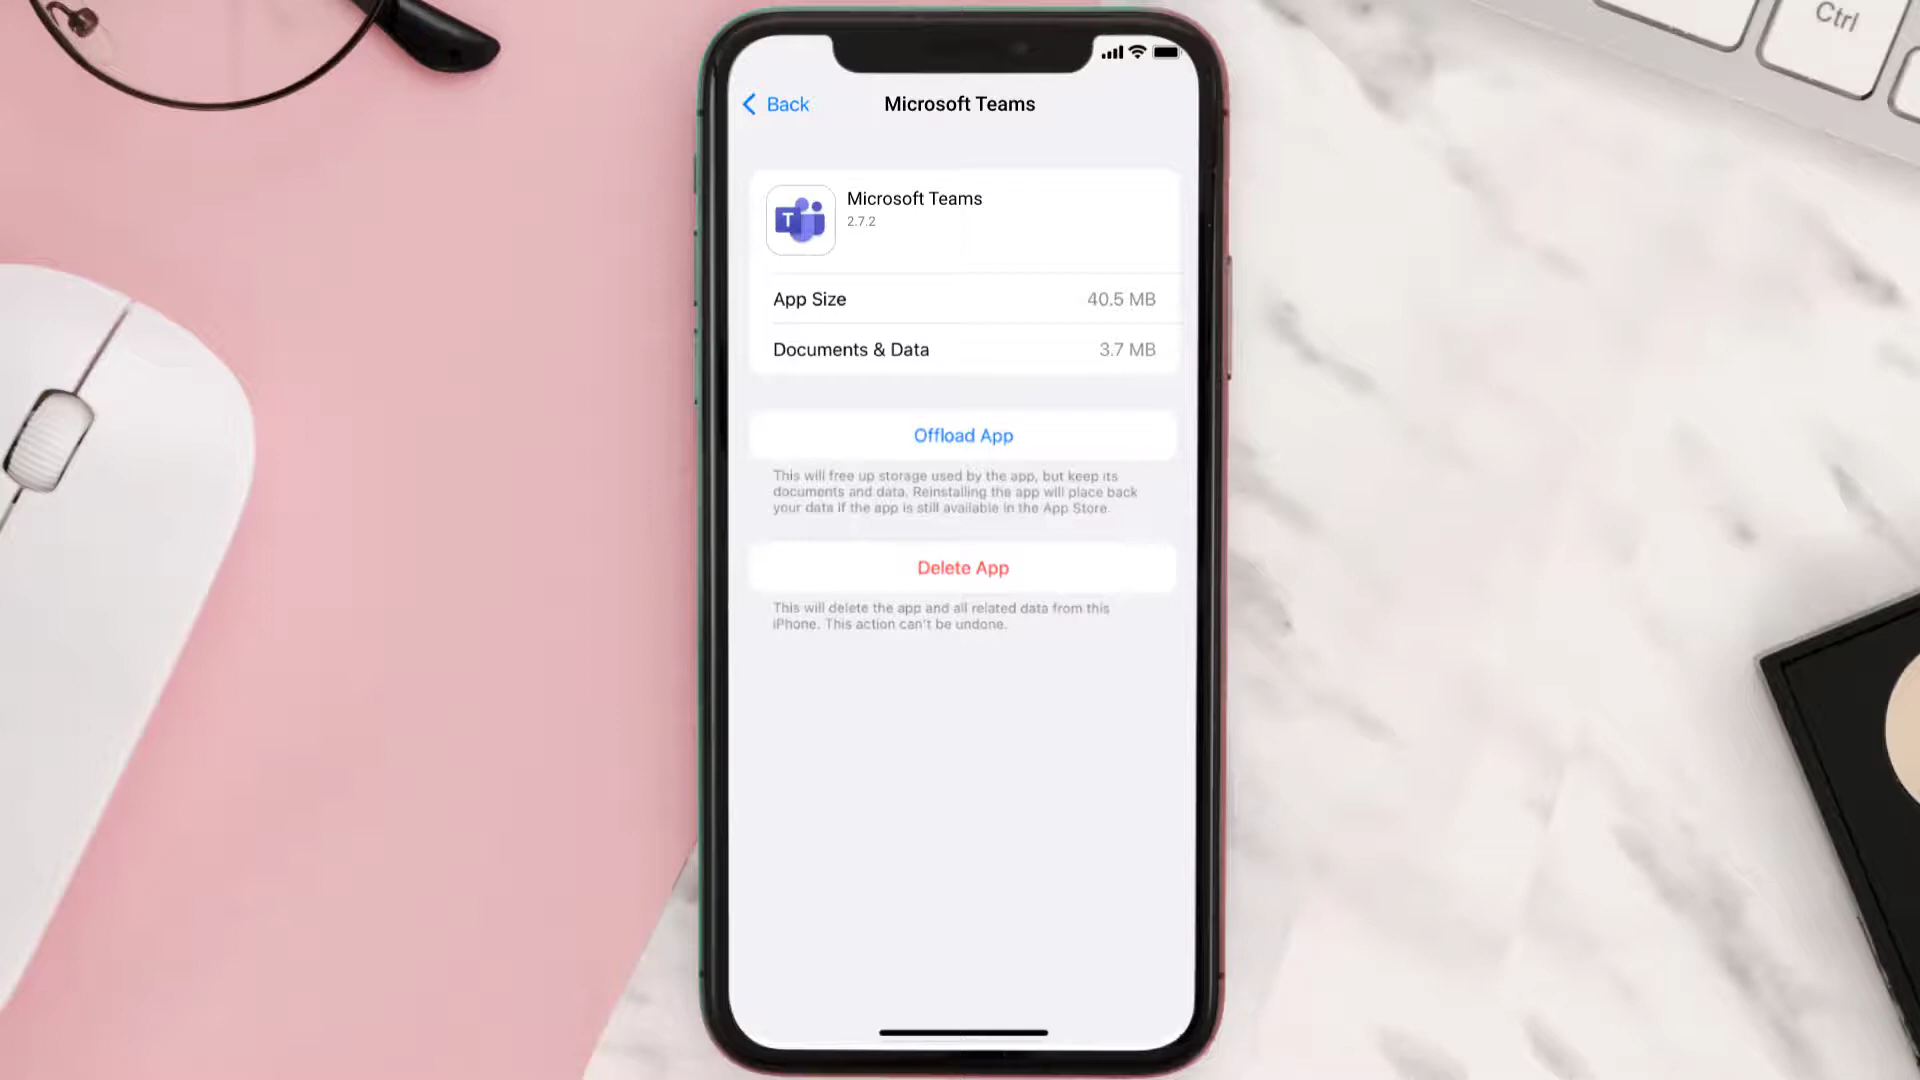 Ctrl
Back
Microsoft Teams
T
Microsoft Teams
2.7.2
App Size
40.5 MB
Documents & Data
3.7 MB
Offload App
This will free up storage used by the app, but keep its
documents and data. Reinstalling the app will place back
your data if the app is still available in the App Store.
Delete App
This will delete the app and all related data from this
iPhone. This action can't be undone.